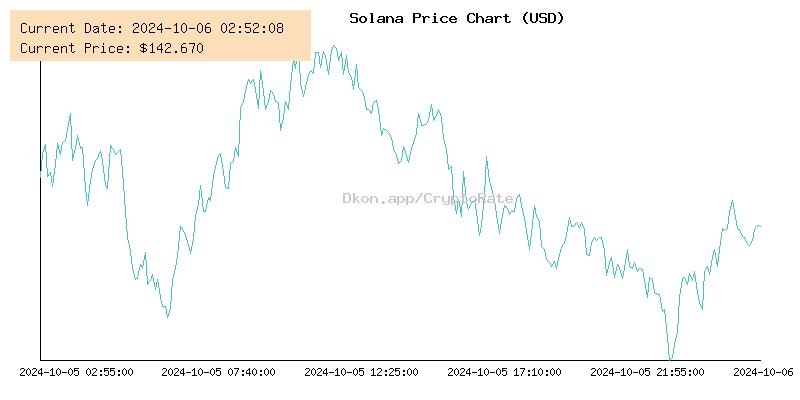 Solana Price Chart (USD)
Current Date: 2024-10-06 02:52:08
Current Price: $142.670
Dkon.app/CryptoRate
2024-10-05 02:55:00 2024-10-05 07:40:00 2024-10-05 12:25:00 2024-10-05 17:10:00 2024-10-05 21:55:00 2024-10-06